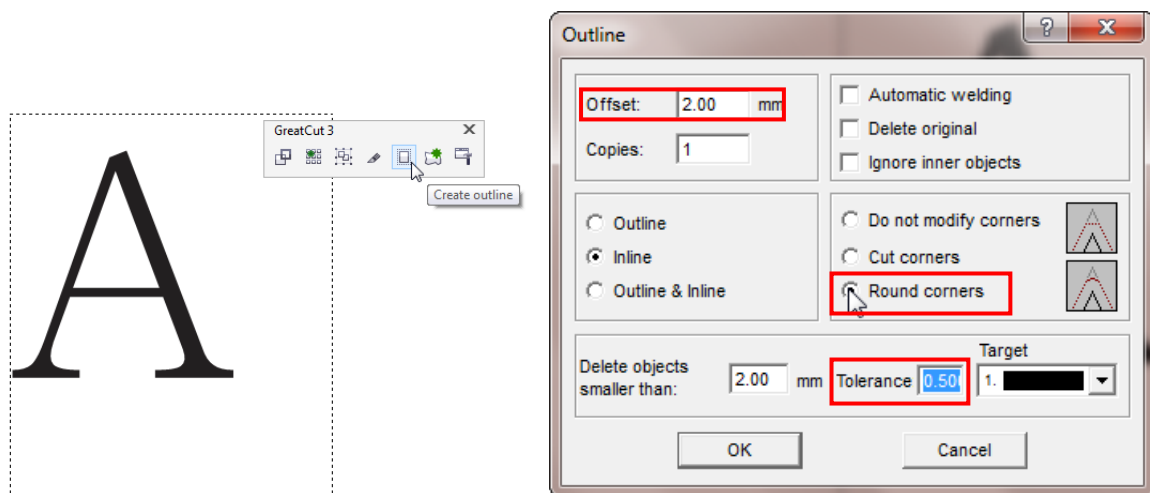 A
GreatCut 3
Create outline
Outline
Offset: 2.00 mm
Copies: 1
Automatic welding
Delete original
Ignore inner objects
Outline
Inline
Outline & Inline
Do not modify corners
Cut corners
Round corners
Delete objects
smaller than: 2.00 mm
Tolerance 0.500
Target
1.
OK
Cancel